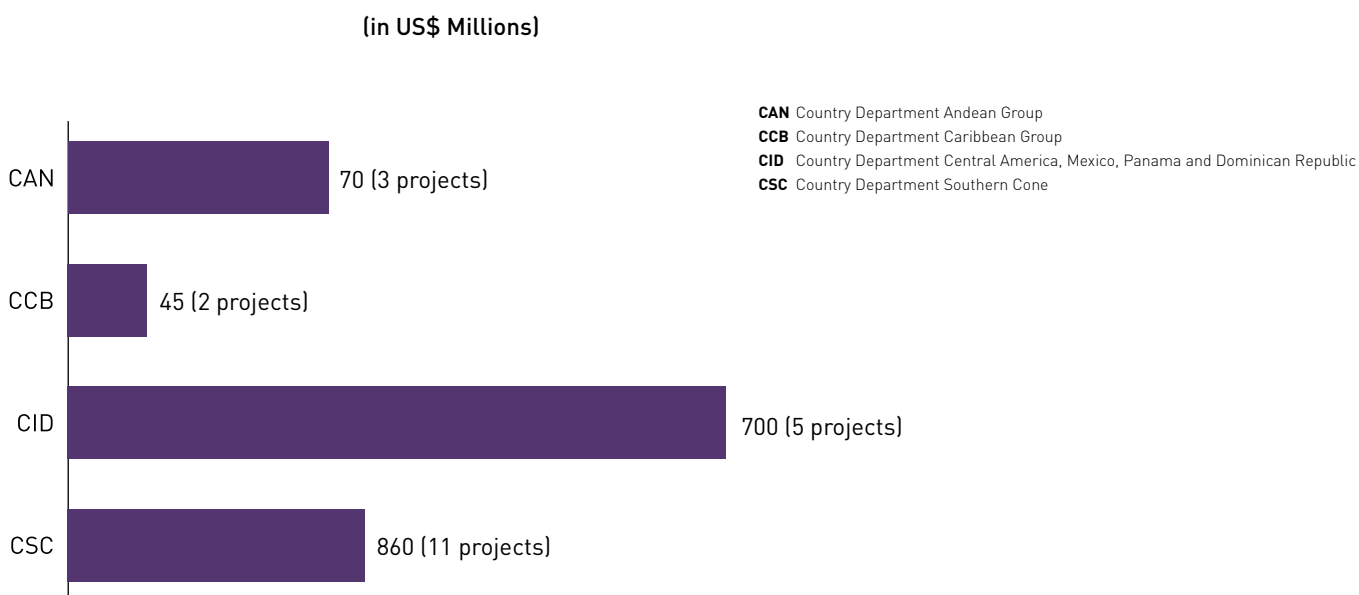 (in US$ Millions)
CAN Country Department Andean Group
CCB Country Department Caribbean Group
CID Country Department Central America, Mexico, Panama and Dominican Republic
CSC Country Department Southern Cone
CAN 70 (3 projects)
CCB 45 (2 projects)
CID 700 (5 projects)
CSC 860 (11 projects)